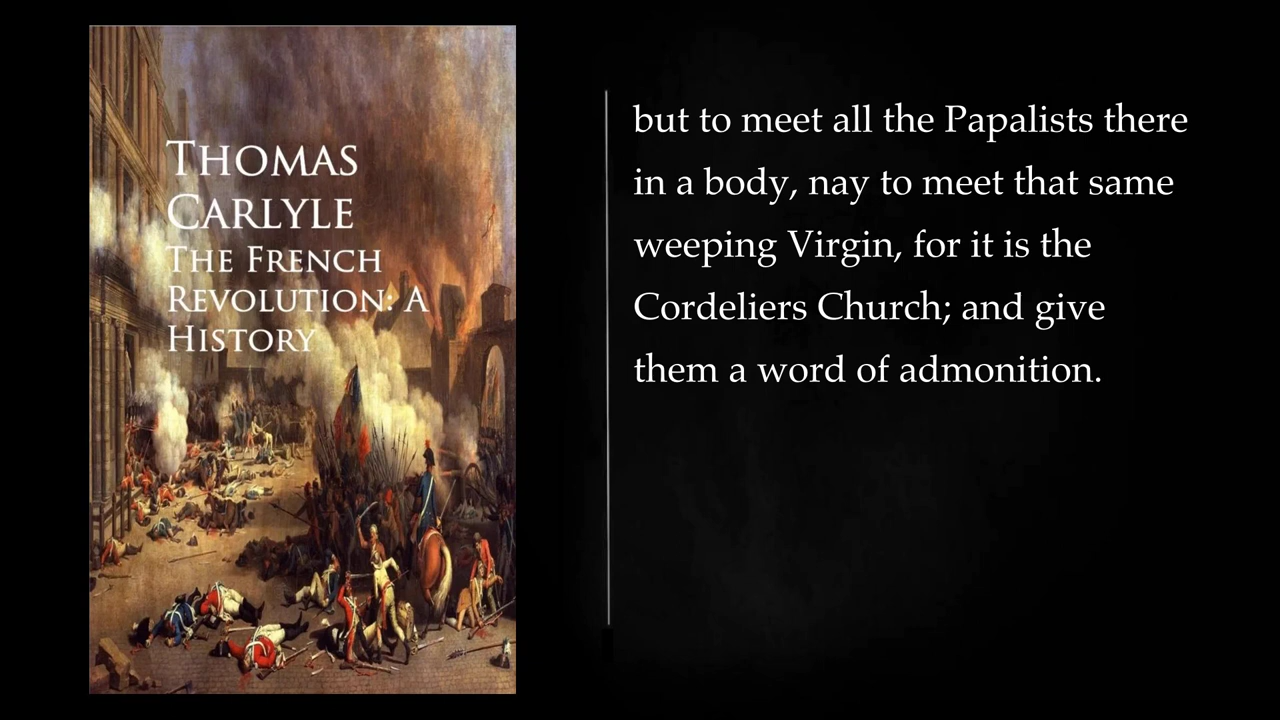 THOMAS
CARLYLE
THE FRENCH
REVOLUTION: A
HISTORY
but to meet all the Papalists there
in a body, nay to meet that same
weeping Virgin, for it is the
Cordeliers Church; and give
them a word of admonition.